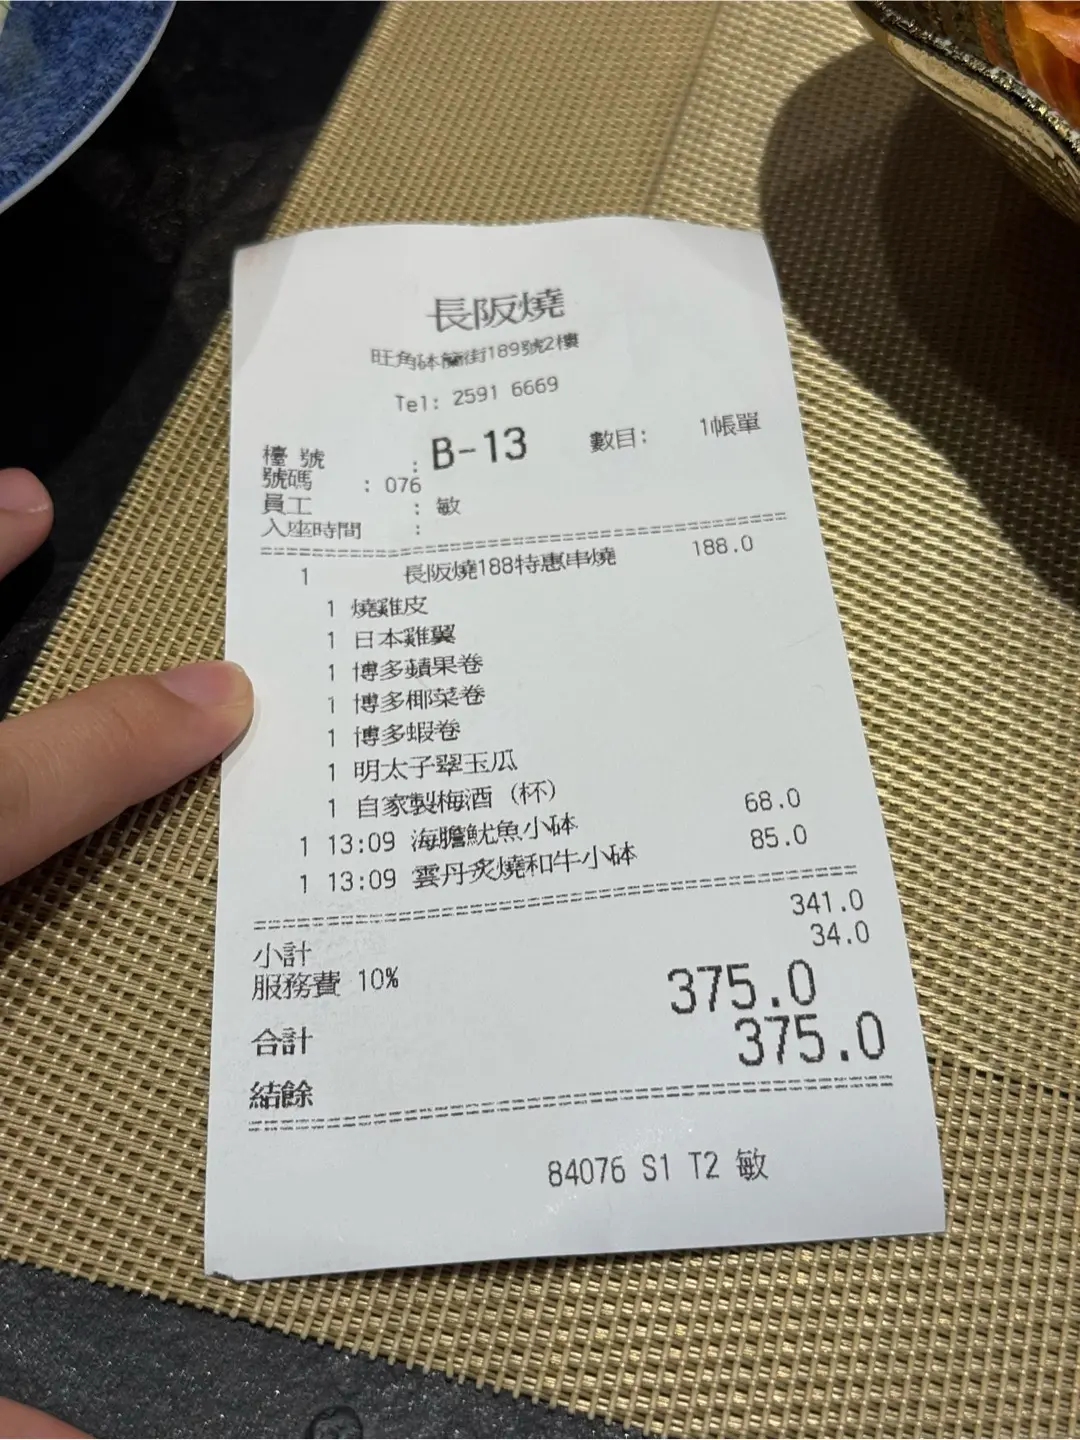 長阪燒
旺角砵蘭街189號2樓
Tel: 2591 6669
檯 號 : B-13 數目: 1帳單
號碼 : 076
員工 : 敏
入座時間 :
1 長阪燒188特惠串燒 188.0
1 燒雞皮
1 日本雞翼
1 博多蘋果卷
1 博多椰菜卷
1 博多蝦卷
1 明太子翠玉瓜
1 自家製梅酒 (杯)
1 13:09 海膽魷魚小砵 68.0
1 13:09 雲丹炙燒和牛小砵 85.0
小計 341.0
服務費 10% 34.0
合計 375.0
結餘 375.0
84076 S1 T2 敏